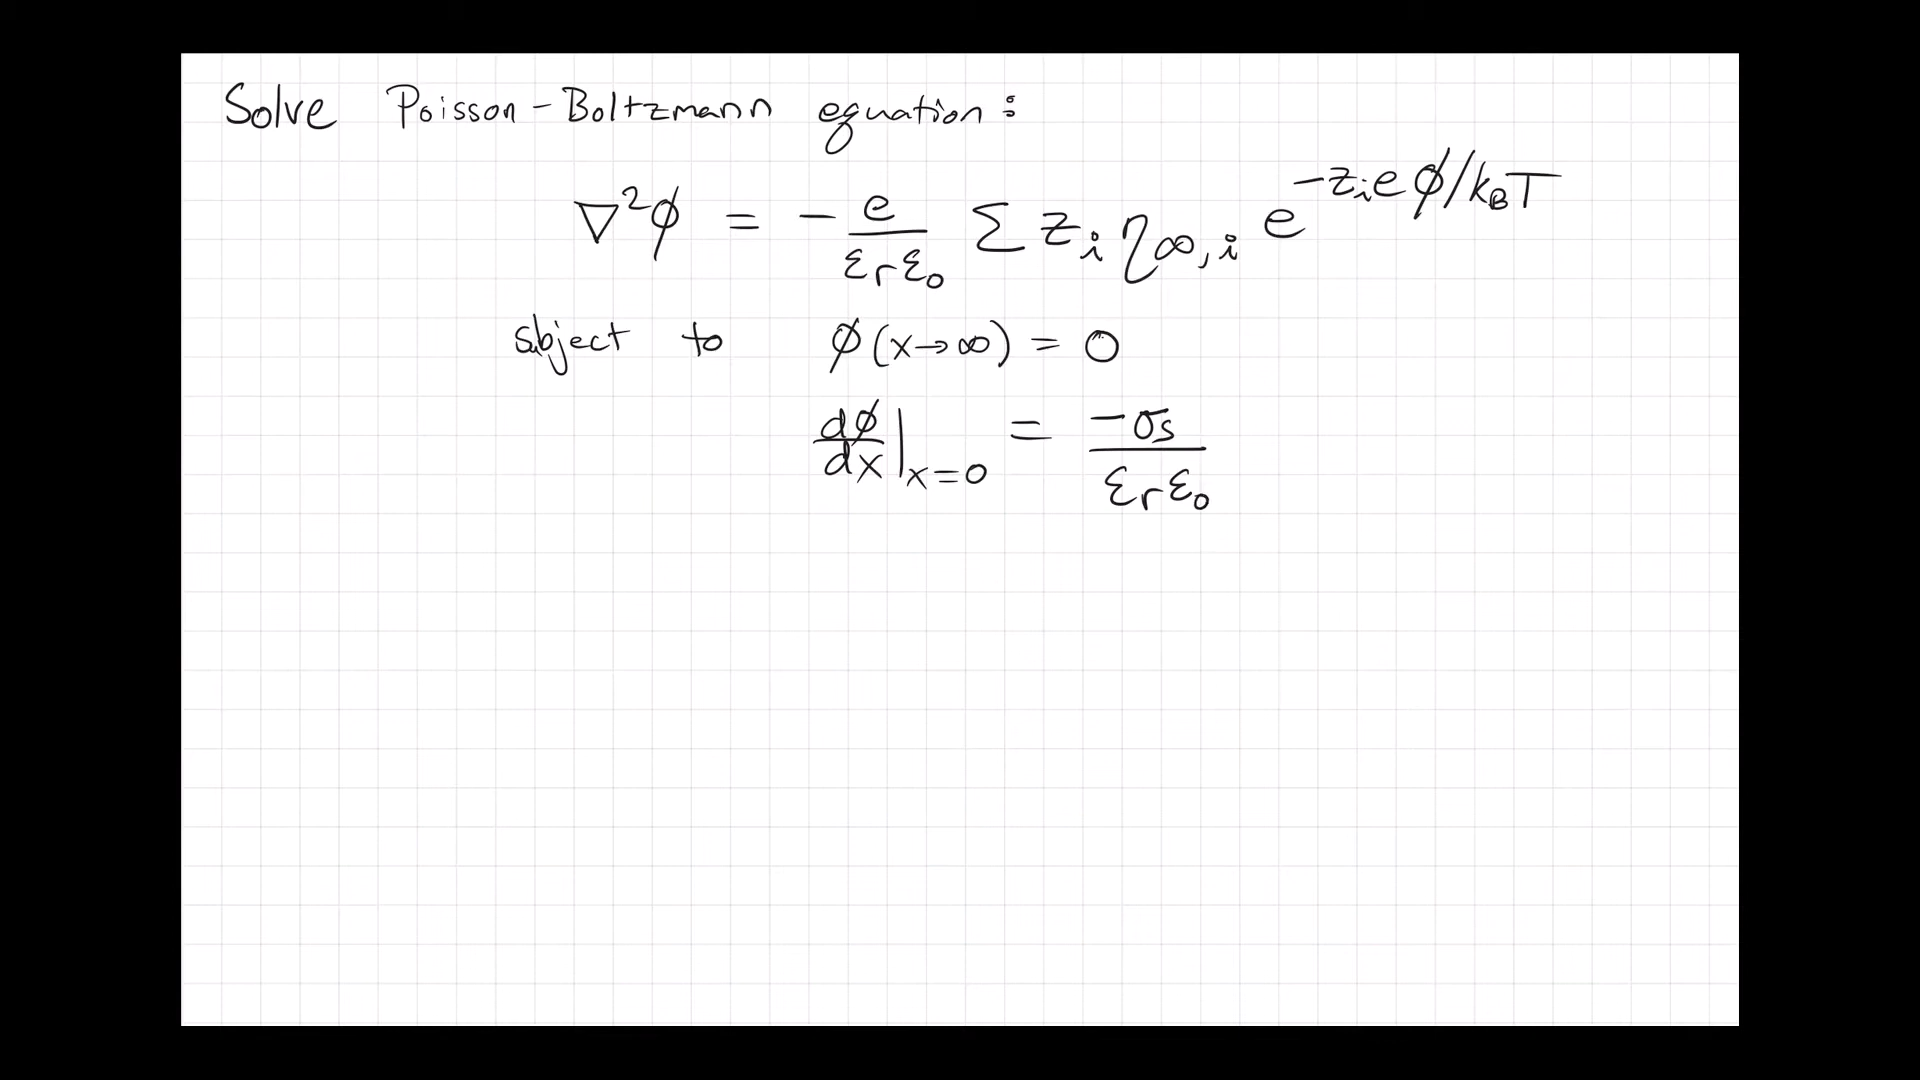 Solve Poisson-Boltzmann equation:
∇²φ = - e/(εrε0) Σ zi η∞,i e^(-zieφ/kBT)
subject to φ(x→∞) = 0
dφ/dx|x=0 = -σs/(εrε0)